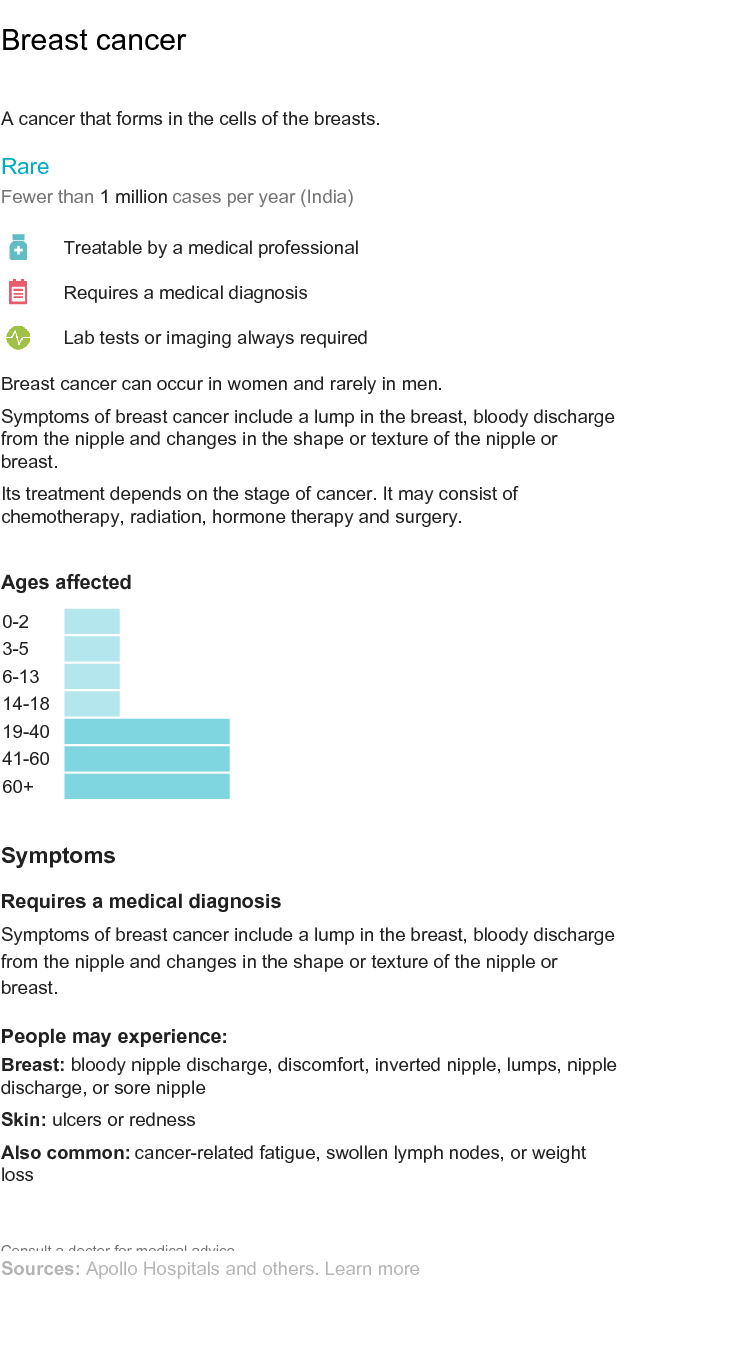 Breast cancer
A cancer that forms in the cells of the breasts.
Rare
Fewer than 1 million cases per year (India)
Treatable by a medical professional
Requires a medical diagnosis
Lab tests or imaging always required
Breast cancer can occur in women and rarely in men.
Symptoms of breast cancer include a lump in the breast, bloody discharge
from the nipple and changes in the shape or texture of the nipple or
breast.
Its treatment depends on the stage of cancer. It may consist of
chemotherapy, radiation, hormone therapy and surgery.
Ages affected
0-2
3-5
6-13
14-18
19-40
41-60
60+
Symptoms
Requires a medical diagnosis
Symptoms of breast cancer include a lump in the breast, bloody discharge
from the nipple and changes in the shape or texture of the nipple or
breast.
People may experience:
Breast: bloody nipple discharge, discomfort, inverted nipple, lumps, nipple
discharge, or sore nipple
Skin: ulcers or redness
Also common: cancer-related fatigue, swollen lymph nodes, or weight
loss
Consult a doctor for medical advice
Sources: Apollo Hospitals and others. Learn more